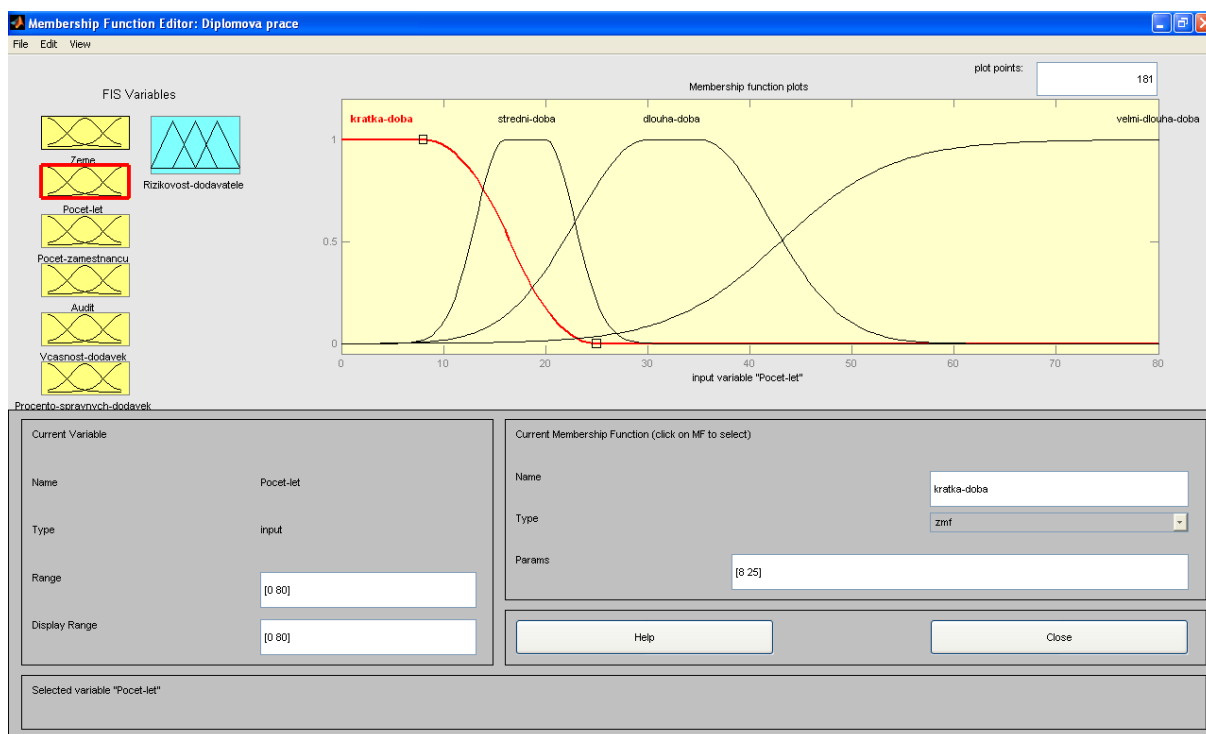 Membership Function Editor: Diplomova prace
File Edit View
plot points:
181
FIS Variables
Zeme
Pocet-let
Pocet-zamestnancu
Audit
Vcasnost-dodavek
Procento-spravnych-dodavek
Rizikovost-dodavatele
Membership function plots
kratka-doba stredni-doba dlouha-doba velmi-dlouha-doba
1
0.5
0
0 10 20 30 40 50 60 70 80
input variable "Pocet-let"
Current Variable
Name Pocet-let
Type input
Range [0 80]
Display Range [0 80]
Current Membership Function (click on MF to select)
Name kratka-doba
Type zmf
Params [8 25]
Help Close
Selected variable "Pocet-let"